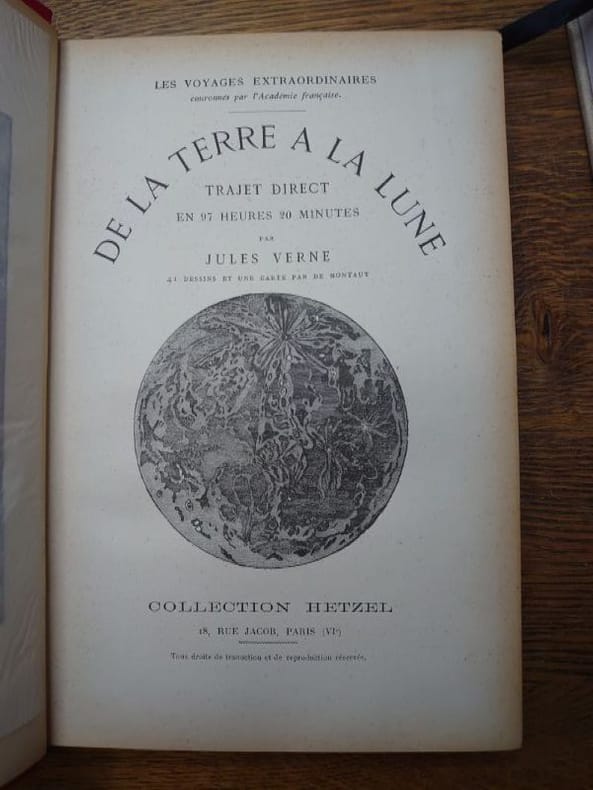 LES VOYAGES EXTRAORDINAIRES
couronnés par l'Académie française.
DE LA TERRE A LA LUNE
TRAJET DIRECT
EN 97 HEURES 20 MINUTES
PAR
JULES VERNE
41 DESSINS ET UNE CARTE PAR DE MONTAUT
COLLECTION HETZEL
18, RUE JACOB, PARIS (VIe)
Tous droits de traduction et de reproduction réservés.